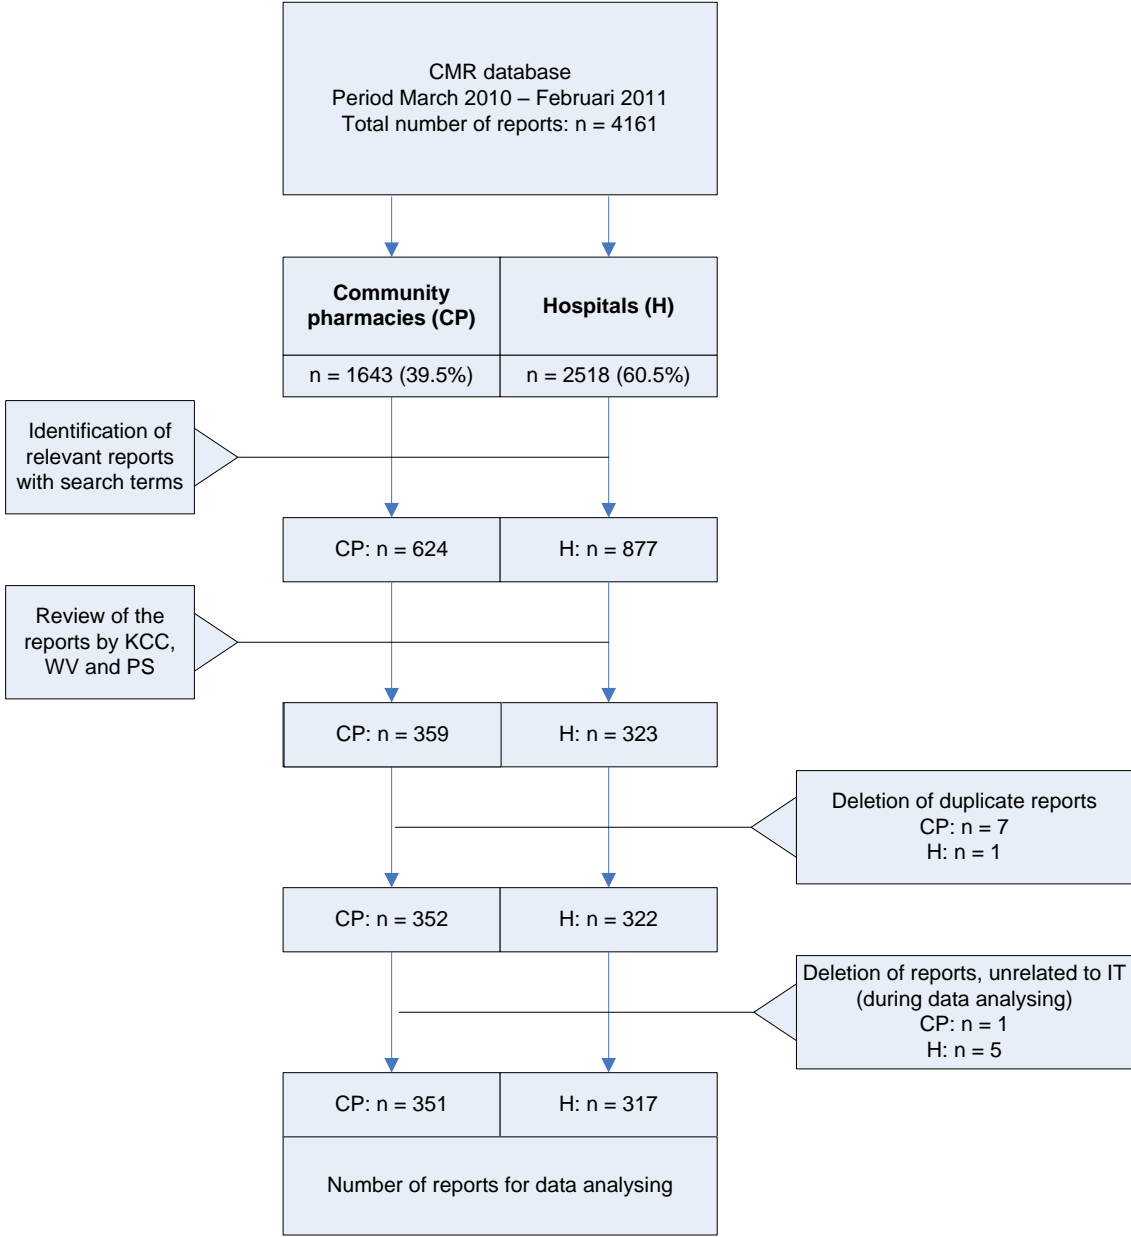 CMR database
Period March 2010 – Februari 2011
Total number of reports: n = 4161
Community
pharmacies (CP)
Hospitals (H)
n = 1643 (39.5%)
n = 2518 (60.5%)
Identification of
relevant reports
with search terms
CP: n = 624
H: n = 877
Review of the
reports by KCC,
WV and PS
CP: n = 359
H: n = 323
Deletion of duplicate reports
CP: n = 7
H: n = 1
CP: n = 352
H: n = 322
Deletion of reports, unrelated to IT
(during data analysing)
CP: n = 1
H: n = 5
CP: n = 351
H: n = 317
Number of reports for data analysing